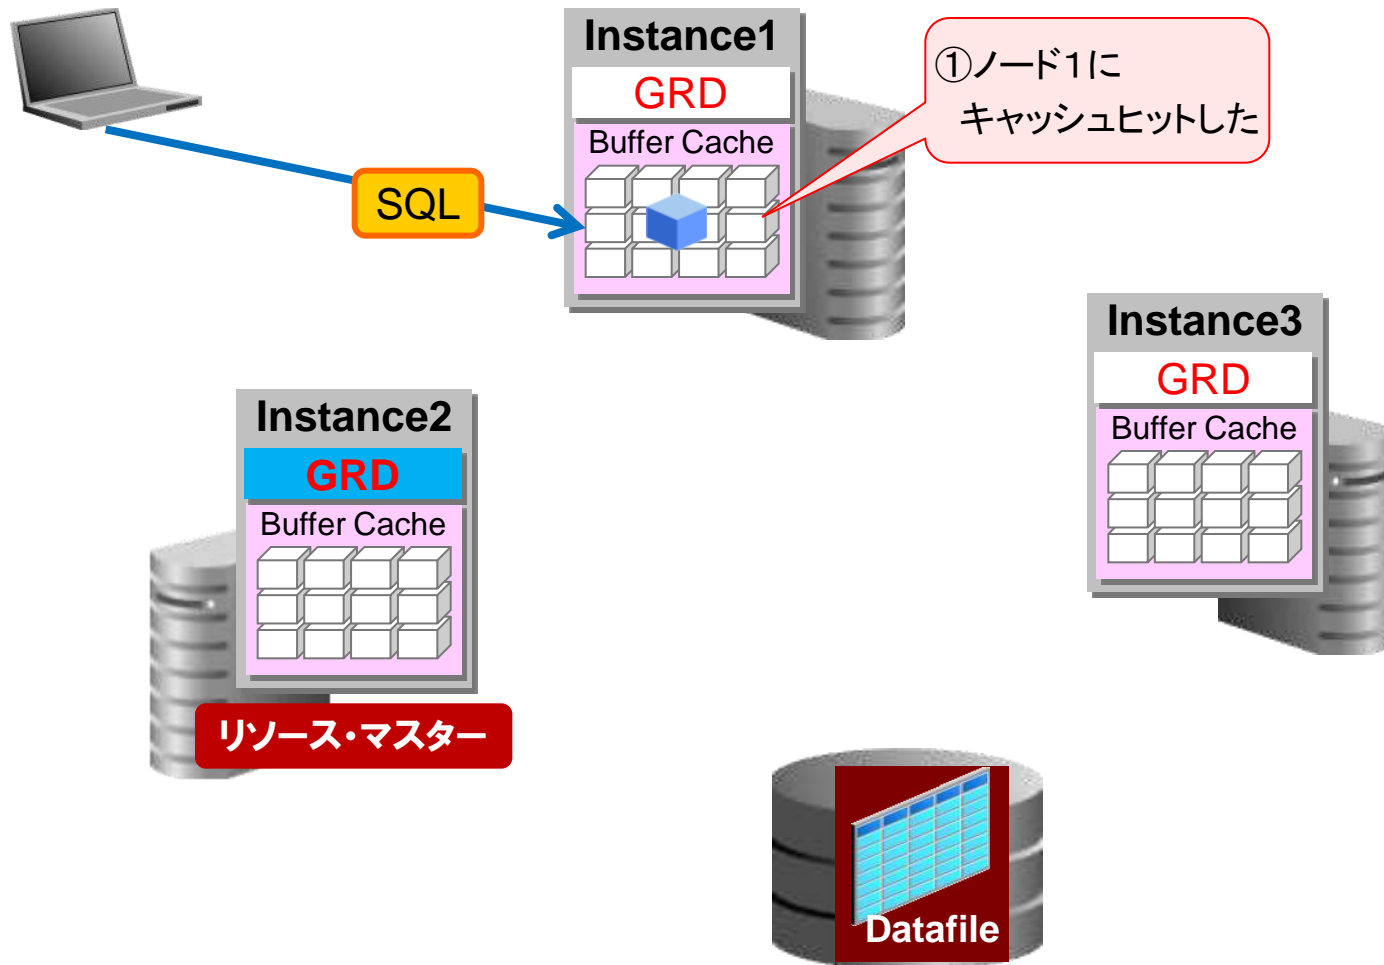 Instance1
GRD
Buffer Cache
①ノード1に
キャッシュヒットした
SQL
Instance3
GRD
Buffer Cache
Instance2
GRD
Buffer Cache
リソース・マスター
Datafile